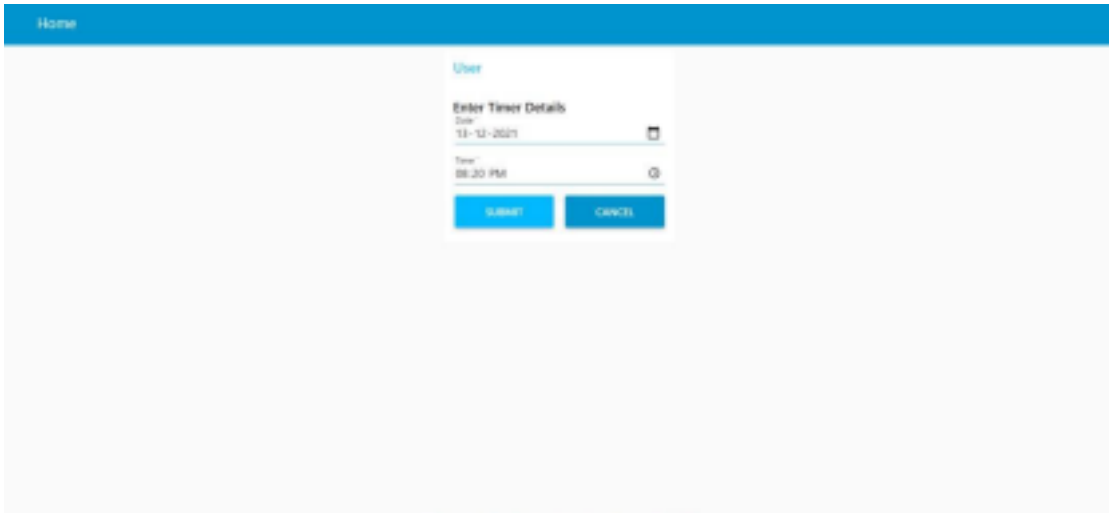 Home
User
Enter Timer Details
Date*
13-12-2021
Time*
08:20 PM
SUBMIT
CANCEL